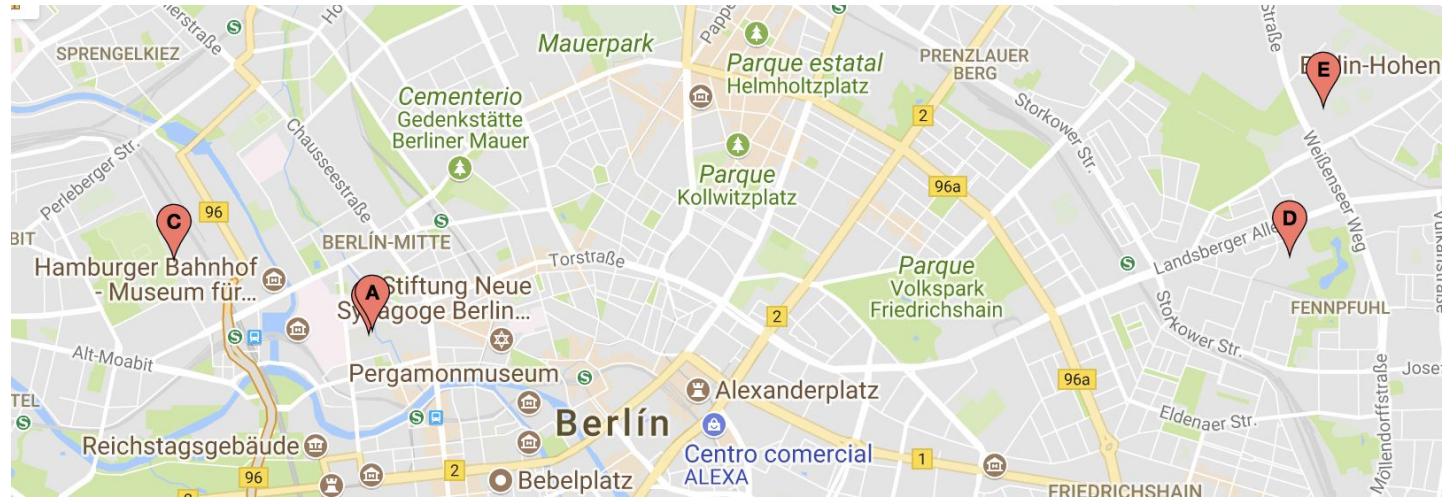 SPRENGELKIEZ
Mauerpark
PRENZLAUER
BERG
Parque estatal
Helmholtzplatz
E
Cementerio
Gedenkstätte
Berliner Mauer
Chausseestraße
Storkower Str.
2
Perleberger Str.
Parque
Kollwitzplatz
96a
Weißenseer Weg
96
C
D
BERLÍN-MITTE
Landsberger
Hamburger Bahnhof
- Museum für...
Torstraße
Parque
Volkspark
Friedrichshain
A
Stiftung Neue
Berlin...
FENNPFUHL
2
Alt-Moabit
Storkower Str.
Pergamonmuseum
96a
Alexanderplatz
Berlín
Eldenaer Str.
Möllendorffstraße
Reichstagsgebäude
Centro comercial
ALEXA
1
96
2
Bebelplatz
FRIEDRICHSHAIN